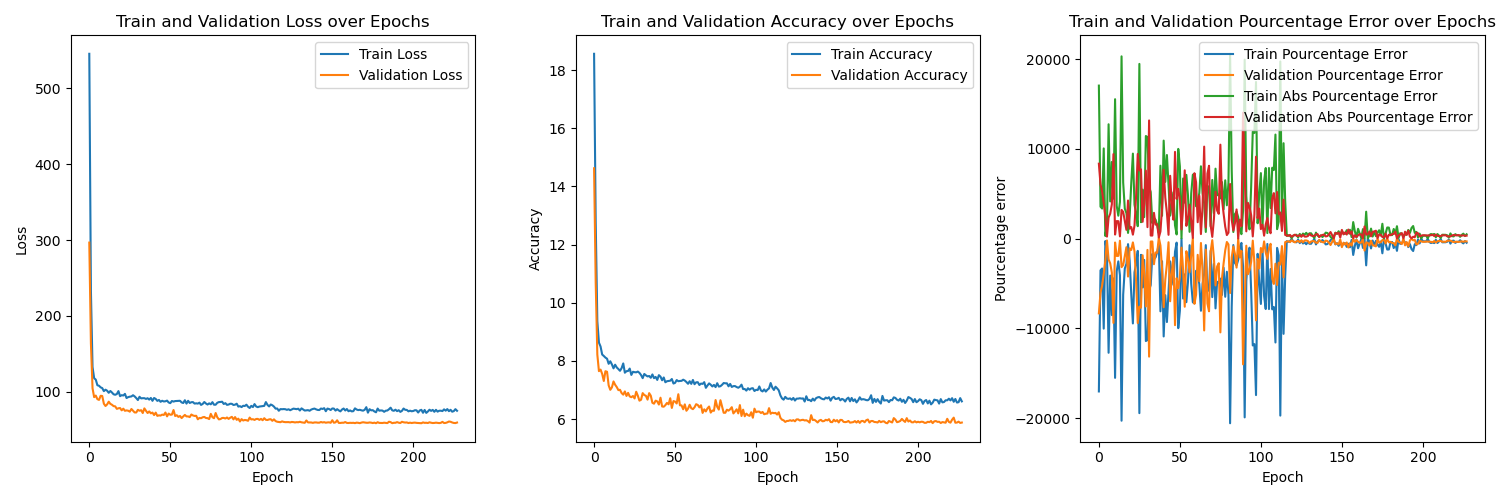 Train and Validation Loss over Epochs
Train Loss
Validation Loss
500
400
300
200
100
Loss
0
50
100
150
200
Epoch
Train and Validation Accuracy over Epochs
Train Accuracy
Validation Accuracy
18
16
14
12
10
8
6
Accuracy
0
50
100
150
200
Epoch
Train and Validation Pourcentage Error over Epochs
Train Pourcentage Error
Validation Pourcentage Error
Train Abs Pourcentage Error
Validation Abs Pourcentage Error
20000
10000
0
−10000
−20000
Pourcentage error
0
50
100
150
200
Epoch